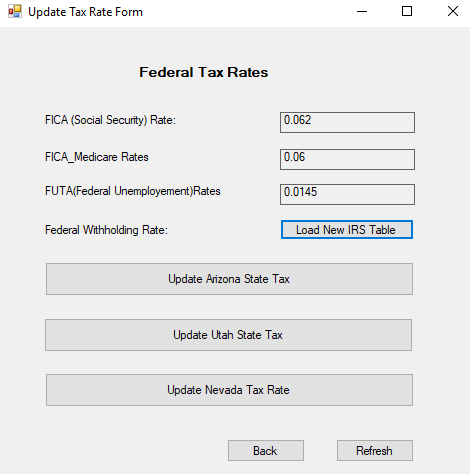 Update Tax Rate Form
Federal Tax Rates
FICA (Social Security) Rate: 0.062
FICA_Medicare Rates 0.06
FUTA(Federal Unemployement)Rates 0.0145
Federal Withholding Rate: Load New IRS Table
Update Arizona State Tax
Update Utah State Tax
Update Nevada Tax Rate
Back Refresh